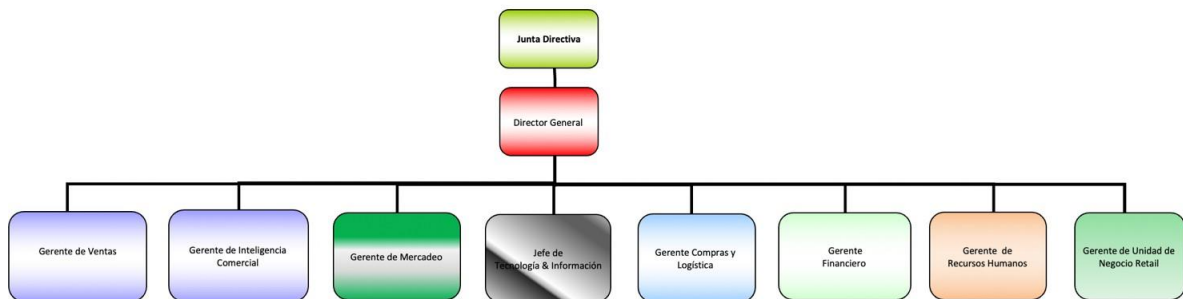 Junta Directiva
Director General
Gerente de Ventas
Gerente de Inteligencia
Comercial
Gerente de Mercadeo
Jefe de
Tecnología & Información
Gerente Compras y
Logística
Gerente
Financiero
Gerente de
Recursos Humanos
Gerente de Unidad de
Negocio Retail